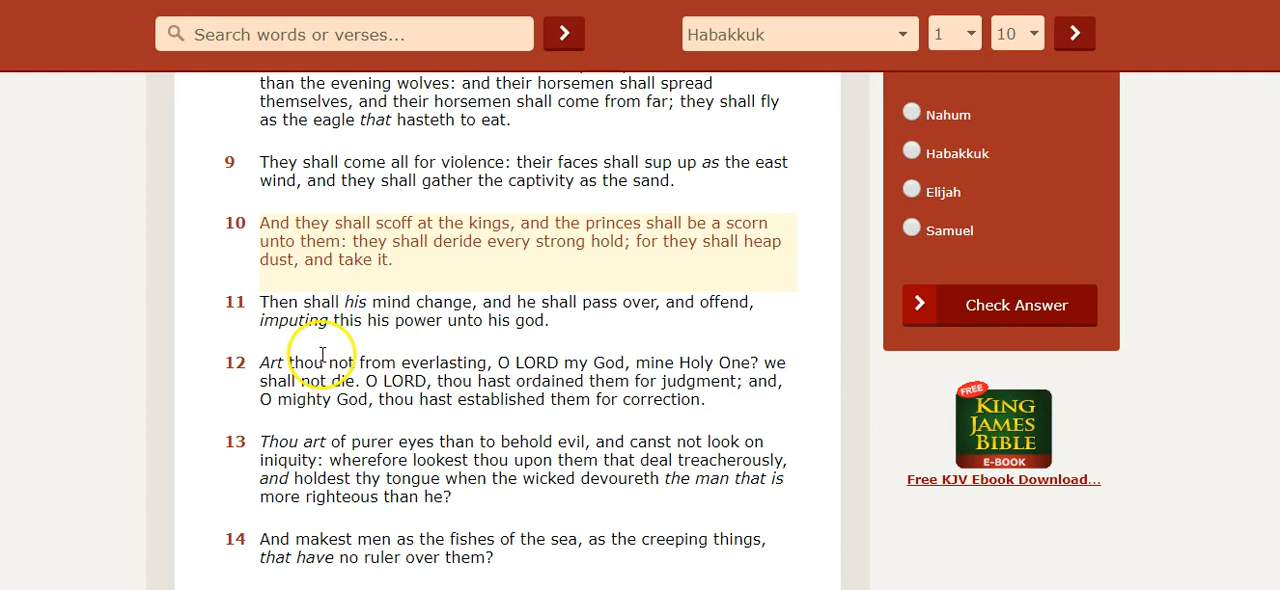 Search words or verses...
Habakkuk
1
10
than the evening wolves: and their horsemen shall spread
themselves, and their horsemen shall come from far; they shall fly
as the eagle that hasteth to eat.
9 They shall come all for violence: their faces shall sup up as the east
wind, and they shall gather the captivity as the sand.
10 And they shall scoff at the kings, and the princes shall be a scorn
unto them: they shall deride every strong hold; for they shall heap
dust, and take it.
11 Then shall his mind change, and he shall pass over, and offend,
imputing this his power unto his god.
12 Art thou not from everlasting, O LORD my God, mine Holy One? we
shall not die. O LORD, thou hast ordained them for judgment; and,
O mighty God, thou hast established them for correction.
13 Thou art of purer eyes than to behold evil, and canst not look on
iniquity: wherefore lookest thou upon them that deal treacherously,
and holdest thy tongue when the wicked devoureth the man that is
more righteous than he?
14 And makest men as the fishes of the sea, as the creeping things,
that have no ruler over them?
Nahum
Habakkuk
Elijah
Samuel
Check Answer
FREE
KING
JAMES
BIBLE
E-BOOK
Free KJV Ebook Download...